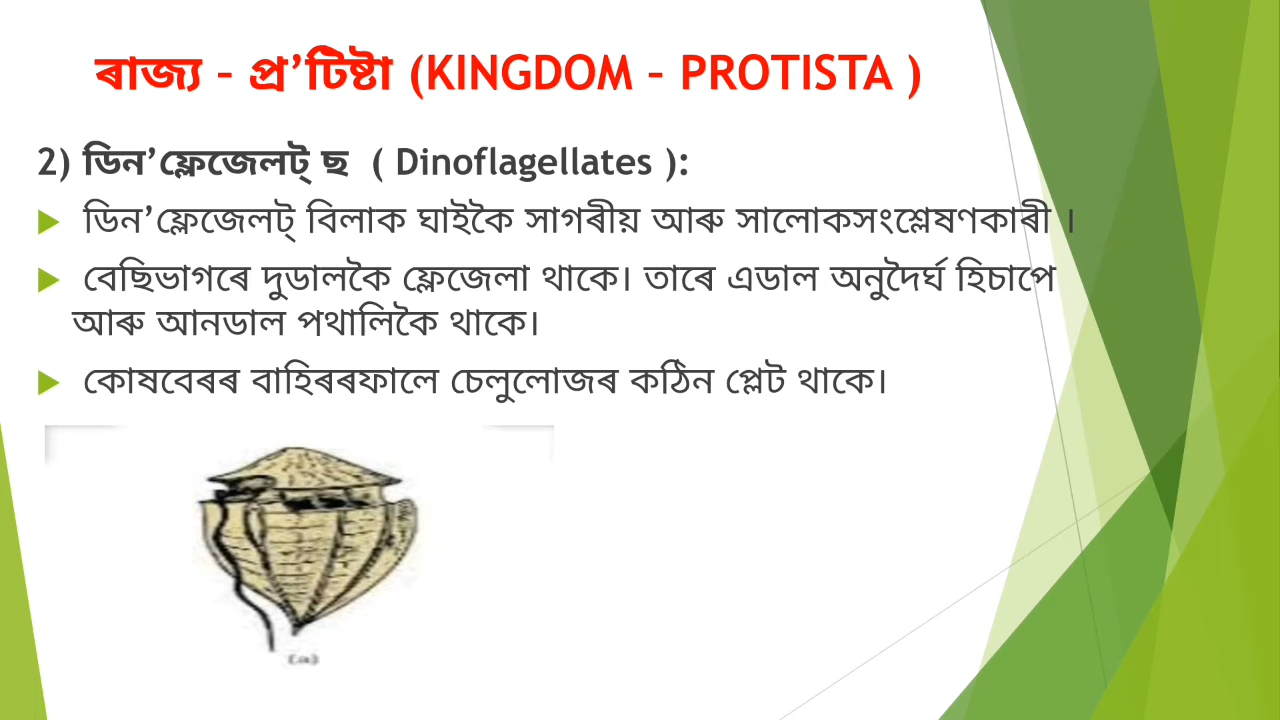 ৰাজ্য – প্ৰ’টিষ্টা (KINGDOM – PROTISTA )
2) ডিন’ফ্লেজেলট্ ছ ( Dinoflagellates ):
ডিন’ফ্লেজেলট্ বিলাক ঘাইকৈ সাগৰীয় আৰু সালোকসংশ্লেষণকাৰী ।
বেছিভাগৰে দুডালকৈ ফ্লেজেলা থাকে। তাৰে এডাল অনুদৈৰ্ঘ হিচাপে
আৰু আনডাল পথালিকৈ থাকে।
কোষবেৰৰ বাহিৰৰফালে চেলুলোজৰ কঠিন প্লেট থাকে।
(a)